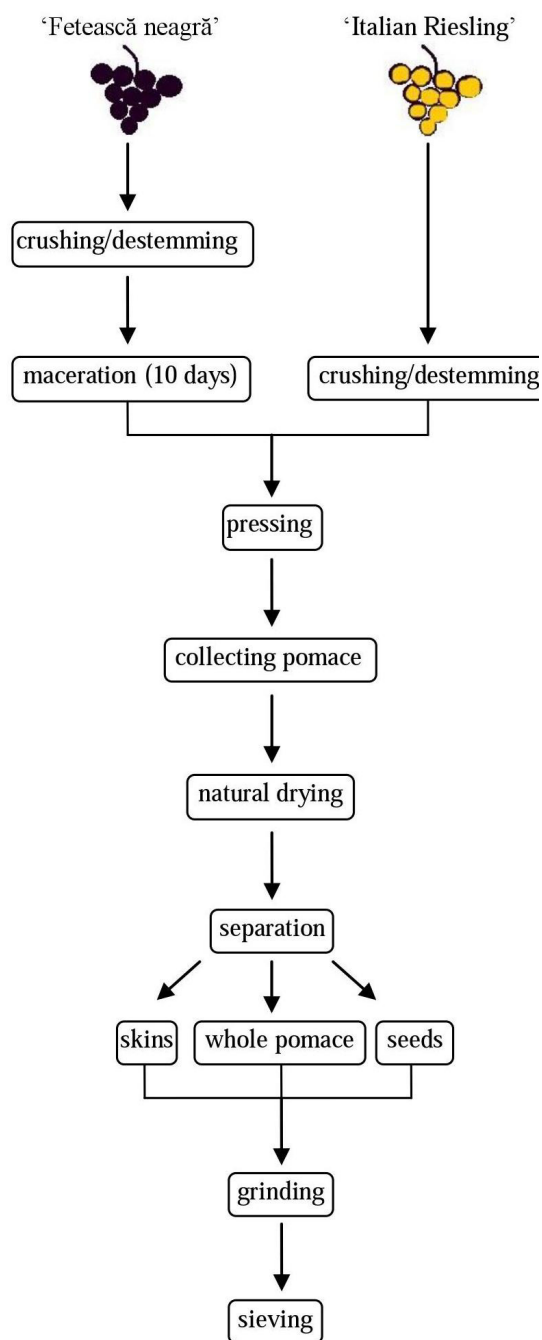 ‘Fetească neagră’
‘Italian Riesling’
crushing/destemming
maceration (10 days)
crushing/destemming
pressing
collecting pomace
natural drying
separation
skins
whole pomace
seeds
grinding
sieving